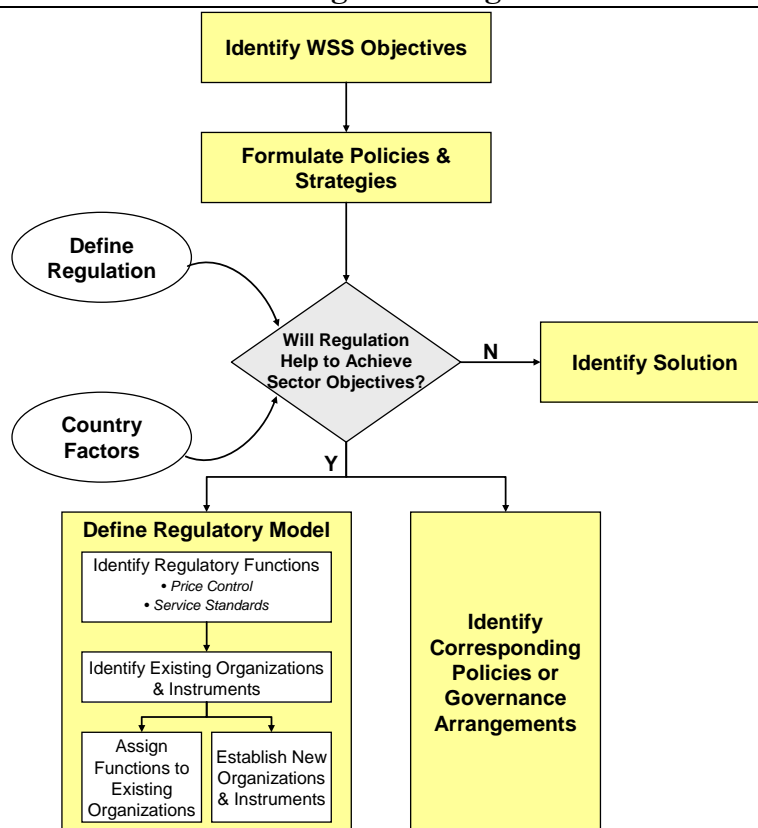 Identify WSS Objectives
Formulate Policies &
Strategies
Define
Regulation
Will Regulation
Help to Achieve
Sector Objectives?
N
Identify Solution
Country
Factors
Y
Define Regulatory Model
Identify Regulatory Functions
• Price Control
• Service Standards
Identify Existing Organizations
& Instruments
Assign
Functions to
Existing
Organizations
Establish New
Organizations
& Instruments
Identify
Corresponding
Policies or
Governance
Arrangements